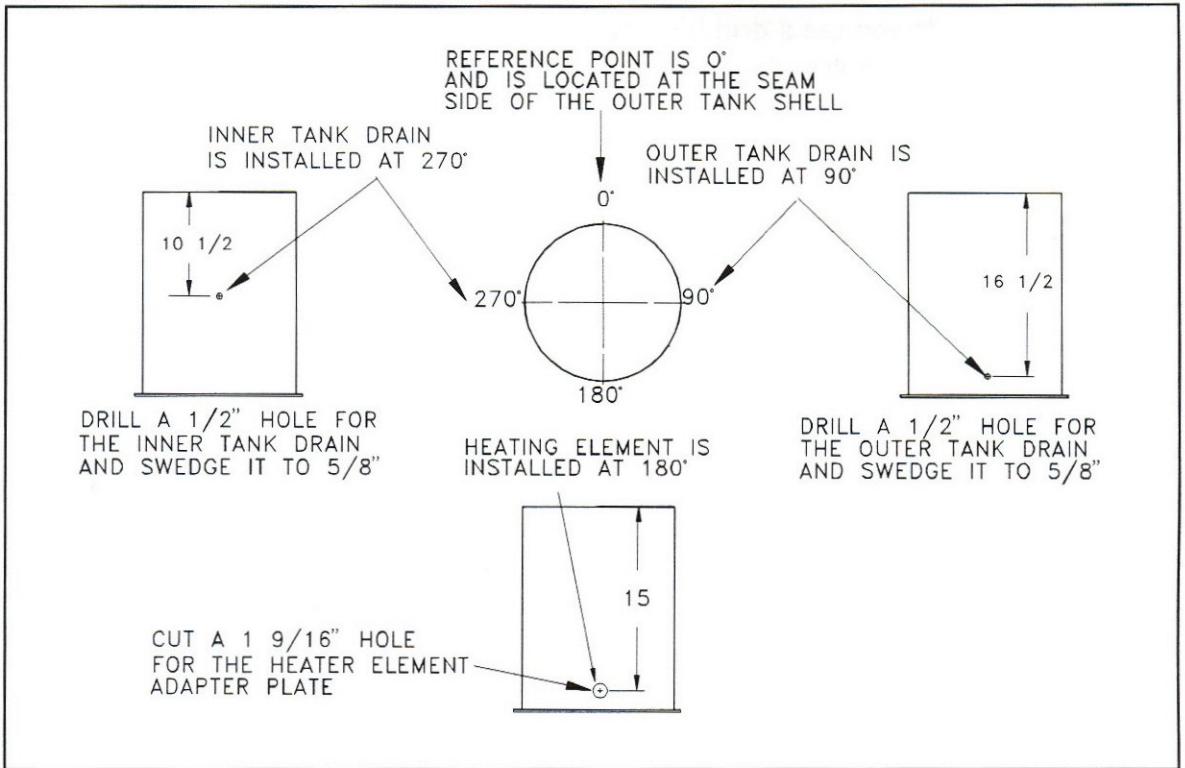 REFERENCE POINT IS 0°
AND IS LOCATED AT THE SEAM
SIDE OF THE OUTER TANK SHELL
INNER TANK DRAIN
IS INSTALLED AT 270°
OUTER TANK DRAIN IS
INSTALLED AT 90°
0°
10 1/2
16 1/2
270°
90°
180°
DRILL A 1/2" HOLE FOR
THE INNER TANK DRAIN
AND SWEDGE IT TO 5/8"
HEATING ELEMENT IS
INSTALLED AT 180°
DRILL A 1/2" HOLE FOR
THE OUTER TANK DRAIN
AND SWEDGE IT TO 5/8"
15
CUT A 1 9/16" HOLE
FOR THE HEATER ELEMENT
ADAPTER PLATE